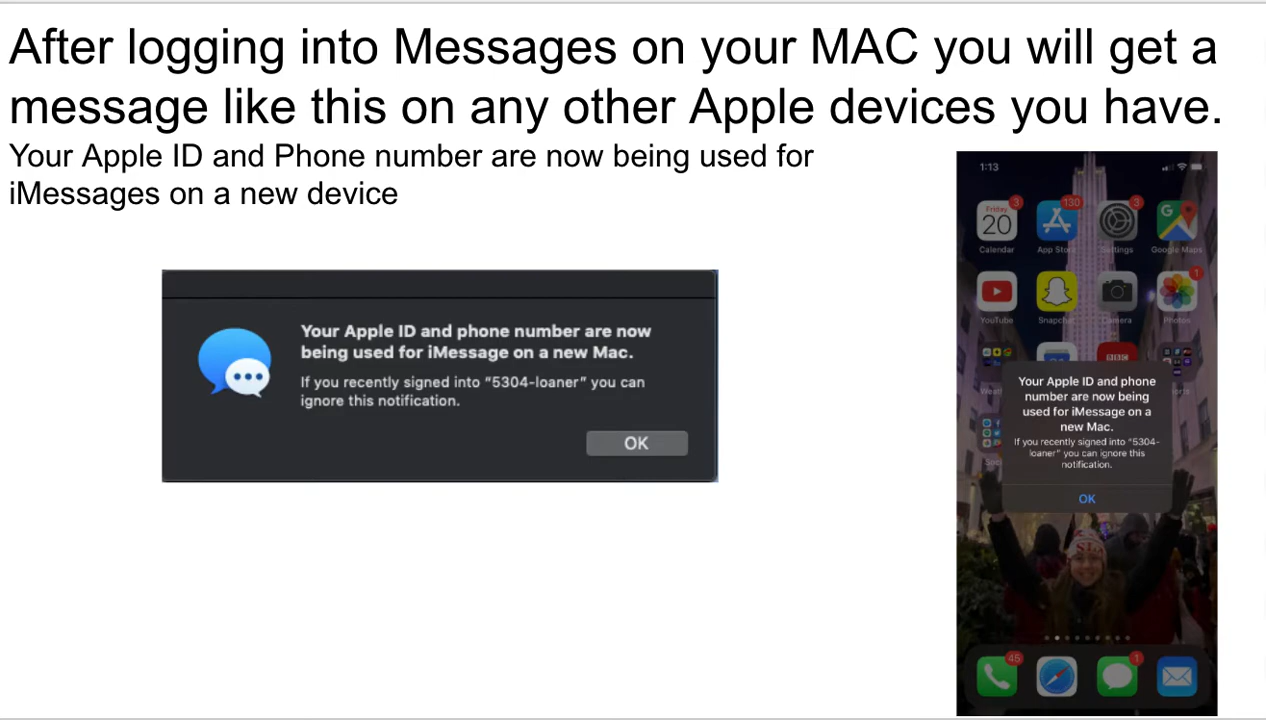 After logging into Messages on your MAC you will get a
message like this on any other Apple devices you have.
Your Apple ID and Phone number are now being used for
iMessages on a new device
Your Apple ID and phone number are now
being used for iMessage on a new Mac.
If you recently signed into "5304-loaner" you can
ignore this notification.
OK
1:13
3 130 3
Friday
20
G
Calendar App Store Settings Google Maps
1
YouTube Snapchat Camera Photos
BBC
Your Apple ID and phone
number are now being
used for iMessage on a
new Mac.
If you recently signed into "5304-
loaner" you can ignore this
notification.
OK
45 1